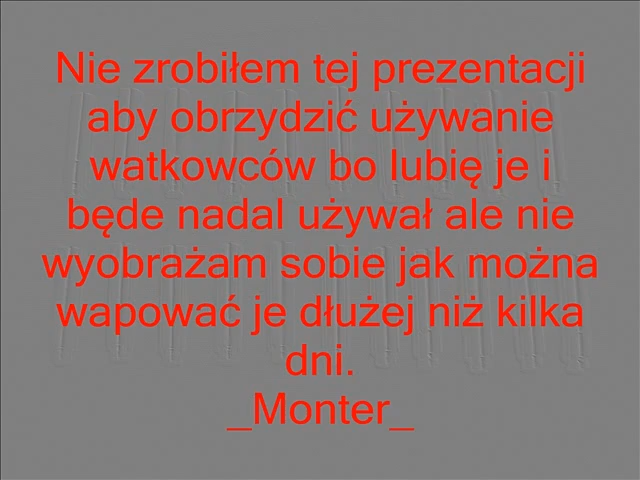 Nie zrobiłem tej prezentacji
aby obrzydzić używanie
watkowców bo lubię je i
będe nadal używał ale nie
wyobrażam sobie jak można
wapować je dłużej niż kilka
dni.
_Monter_